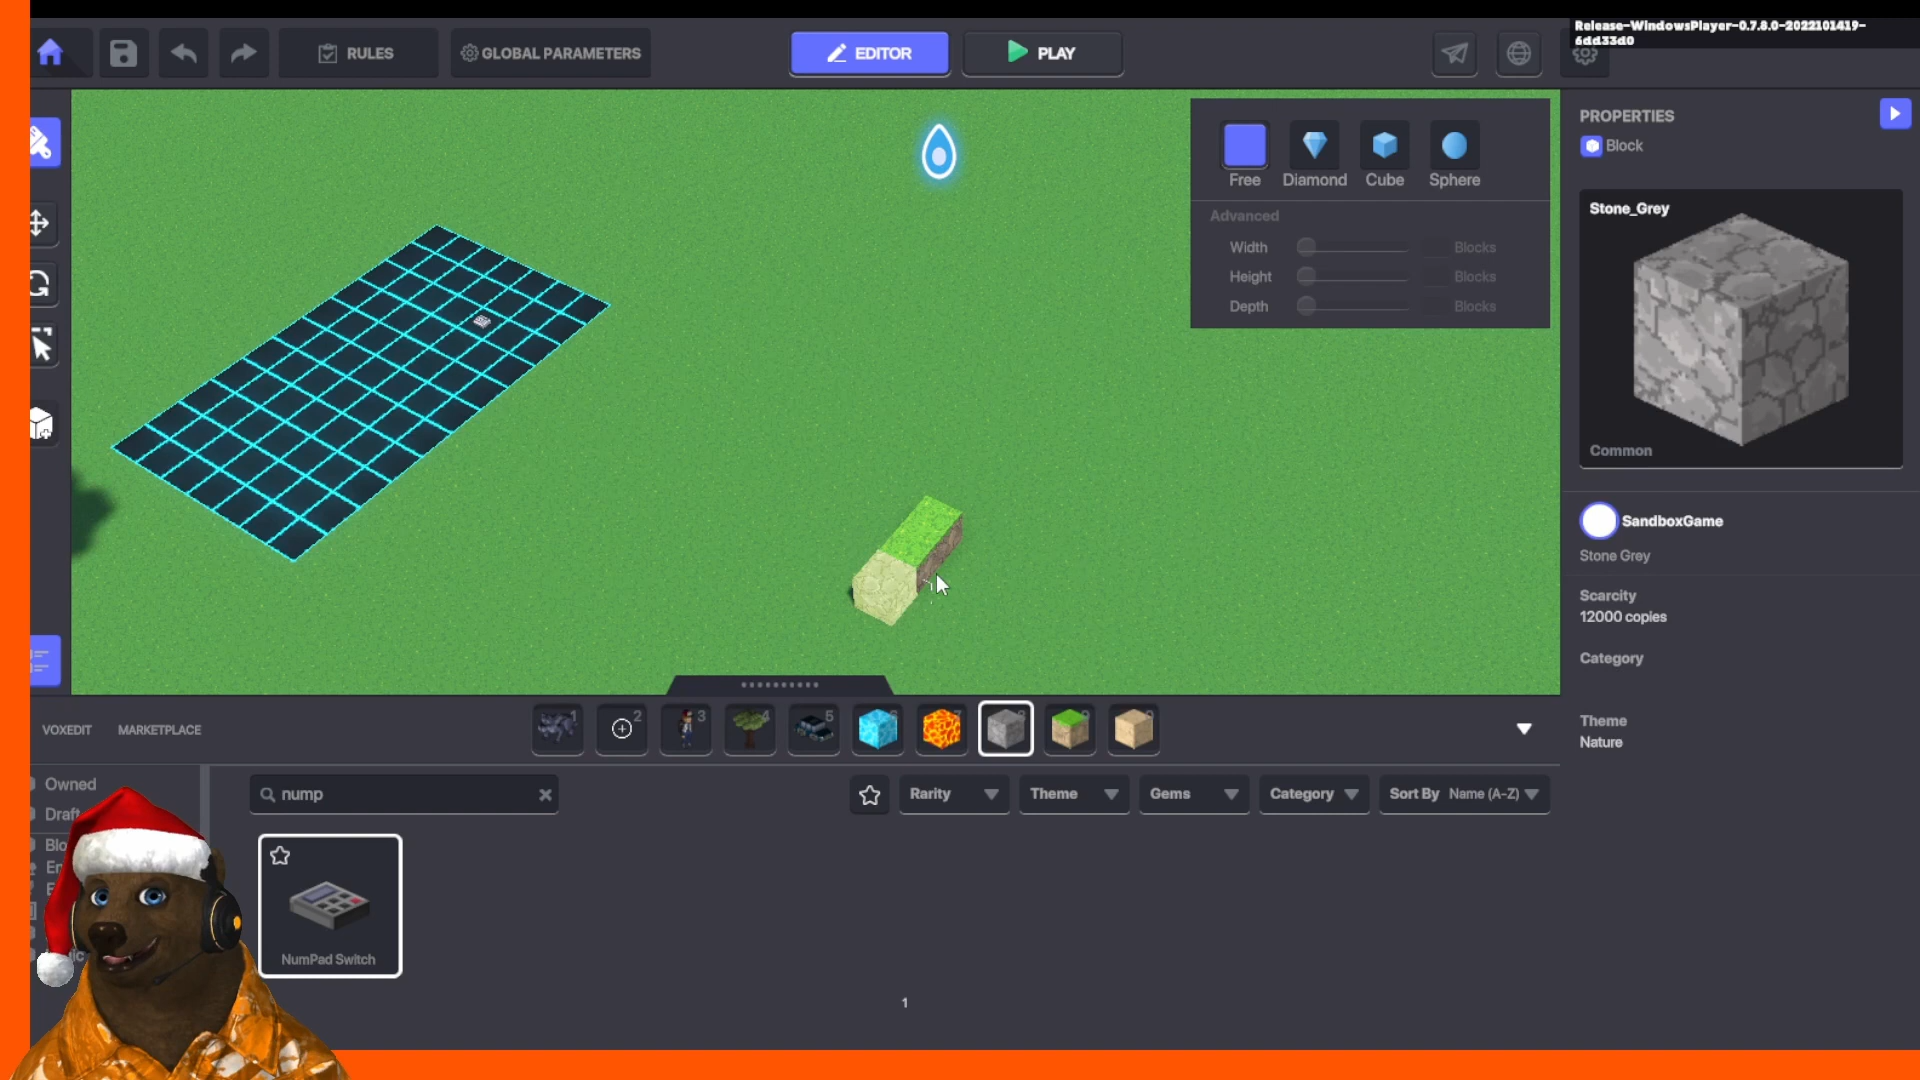 Release-WindowsPlayer-0.7.8.0-2022101419-
6dd33d0
RULES
GLOBAL PARAMETERS
EDITOR
PLAY
Free
Diamond
Cube
Sphere
Advanced
Width
Blocks
Height
Blocks
Depth
Blocks
PROPERTIES
Block
Stone_Grey
Common
SandboxGame
Stone Grey
Scarcity
12000 copies
Category
Theme
Nature
VOXEDIT
MARKETPLACE
1
2
3
4
5
Owned
Draft
Blo
nump
Rarity
Theme
Gems
Category
Sort By Name (A-Z)
NumPad Switch
1